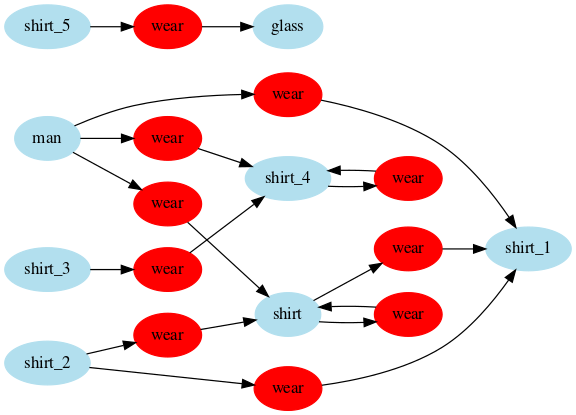 shirt_5 wear glass
wear
man wear
shirt_4 wear
wear
wear shirt_1
shirt_3 wear
shirt wear
shirt_2 wear
wear